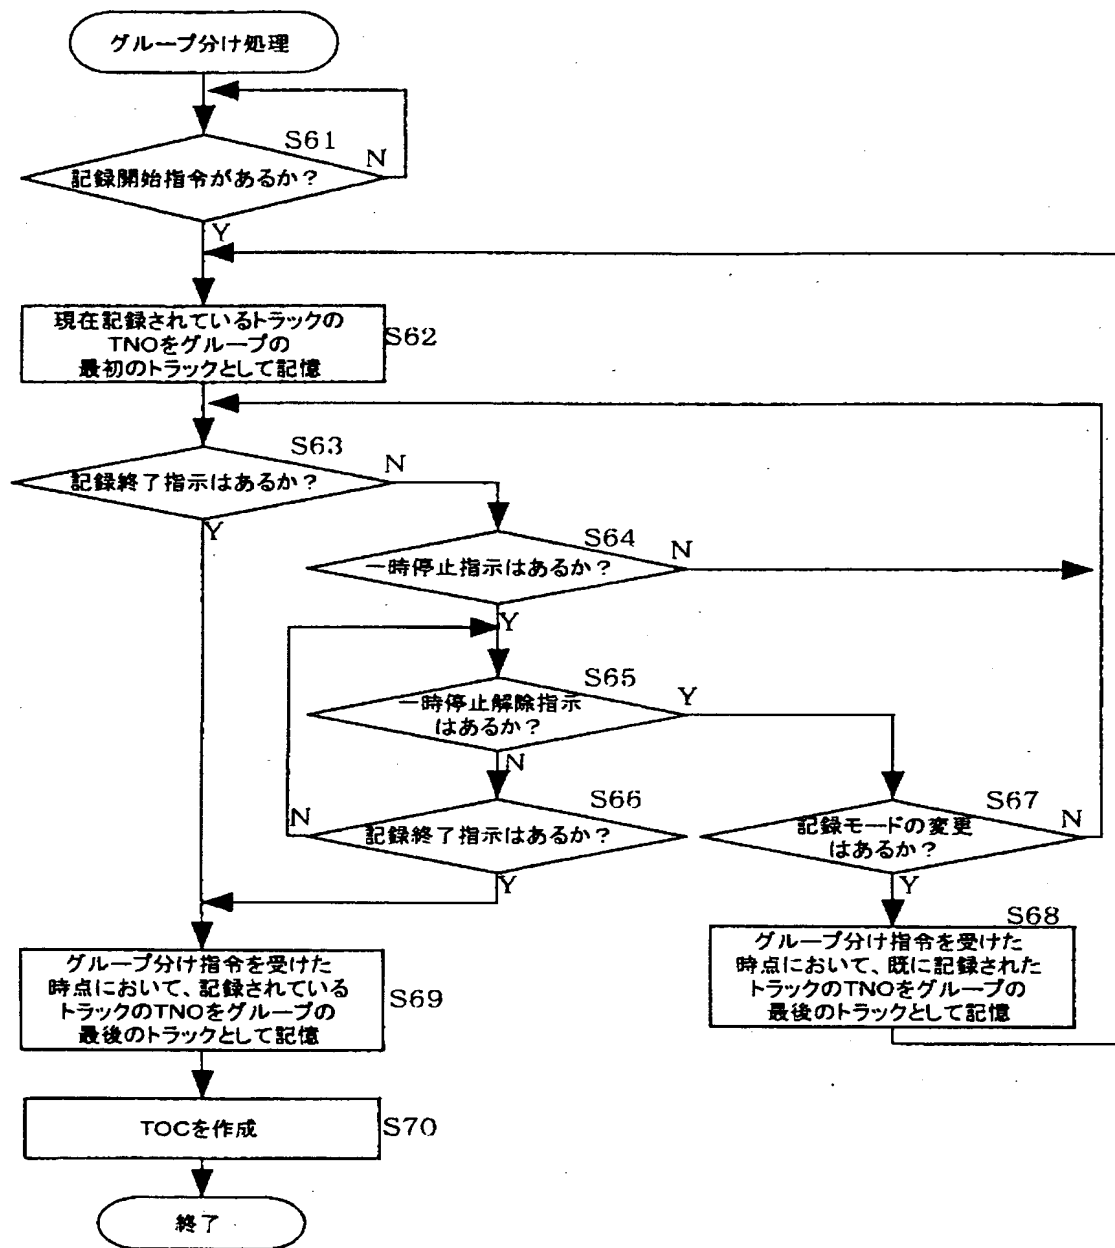 グループ分け処理
S61
記録開始指令があるか?
N
Y
現在記録されているトラックの
TNOをグループの
最初のトラックとして記憶
S62
S63
記録終了指示はあるか?
N
Y
S64
一時停止指示はあるか?
N
Y
S65
一時停止解除指示
はあるか?
Y
N
S66
記録終了指示はあるか?
N
Y
S67
記録モードの変更
はあるか?
N
Y
S68
グループ分け指令を受けた
時点において、既に記録された
トラックのTNOをグループの
最後のトラックとして記憶
グループ分け指令を受けた
時点において、記録されている
トラックのTNOをグループの
最後のトラックとして記憶
S69
TOCを作成
S70
終了